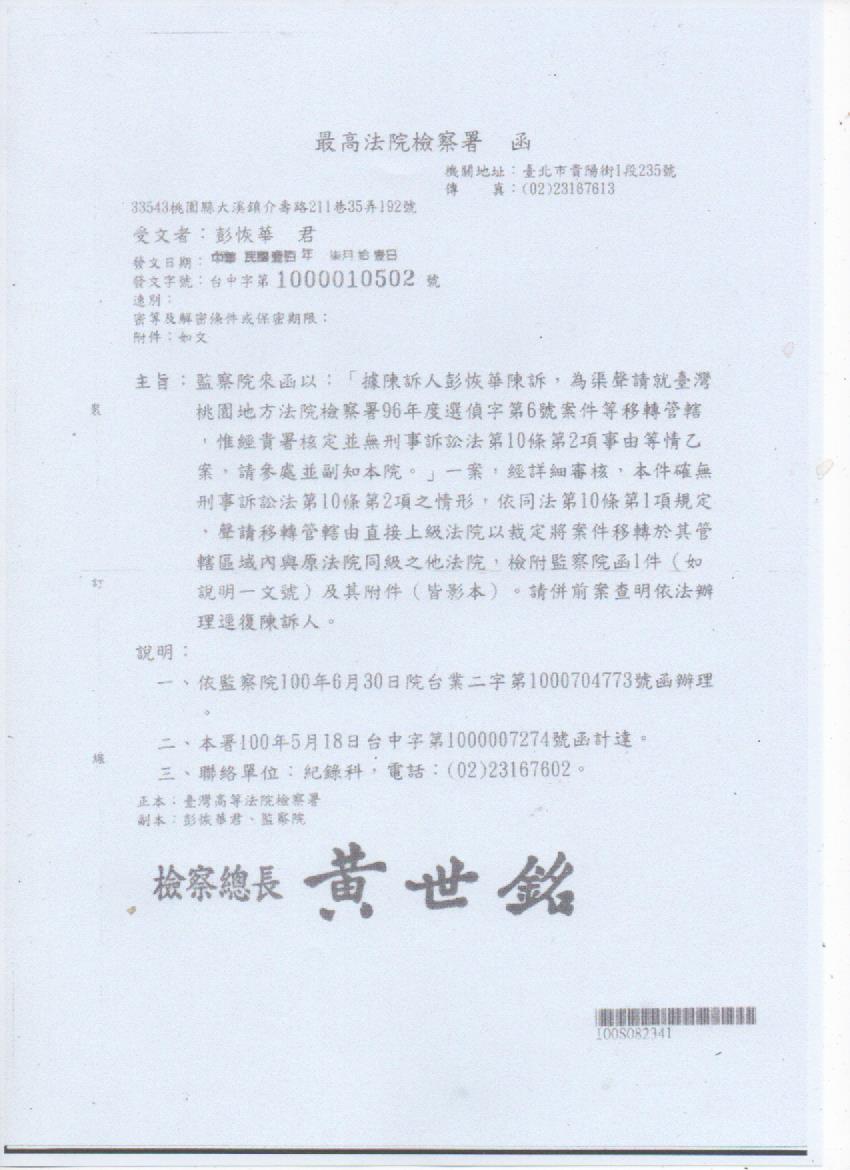 最高法院檢察署　函
機關地址：臺北市貴陽街1段235號
傳　　真：(02)23167613
33543桃園縣大溪鎮介壽路211巷35弄192號
受文者：彭恢華　君
發文日期：中華民國壹百年　柒月拾壹日
發文字號：台中字第1000010502號
速別：
密等及解密條件或保密期限：
附件：如文
主旨：監察院來函以：「據陳訴人彭恢華陳訴，為渠聲請就臺灣
桃園地方法院檢察署96年度選偵字第6號案件等移轉管轄
，惟經貴署核定並無刑事訴訟法第10條第2項事由等情乙
案，請參處並副知本院。」一案，經詳細審核，本件確無
刑事訴訟法第10條第2項之情形，依同法第10條第1項規定
，聲請移轉管轄由直接上級法院以裁定將案件移轉於其管
轄區域內與原法院同級之他法院，檢附監察院函1件（如
說明一文號）及其附件（皆影本）。請併前案查明依法辦
理逕復陳訴人。
說明：
一、依監察院100年6月30日院台業二字第1000704773號函辦理
。
二、本署100年5月18日台中字第1000007274號函計達。
三、聯絡單位：紀錄科，電話：(02)23167602。
正本：臺灣高等法院檢察署
副本：彭恢華君、監察院
檢察總長　黃世銘
裝
訂
線
100S082341